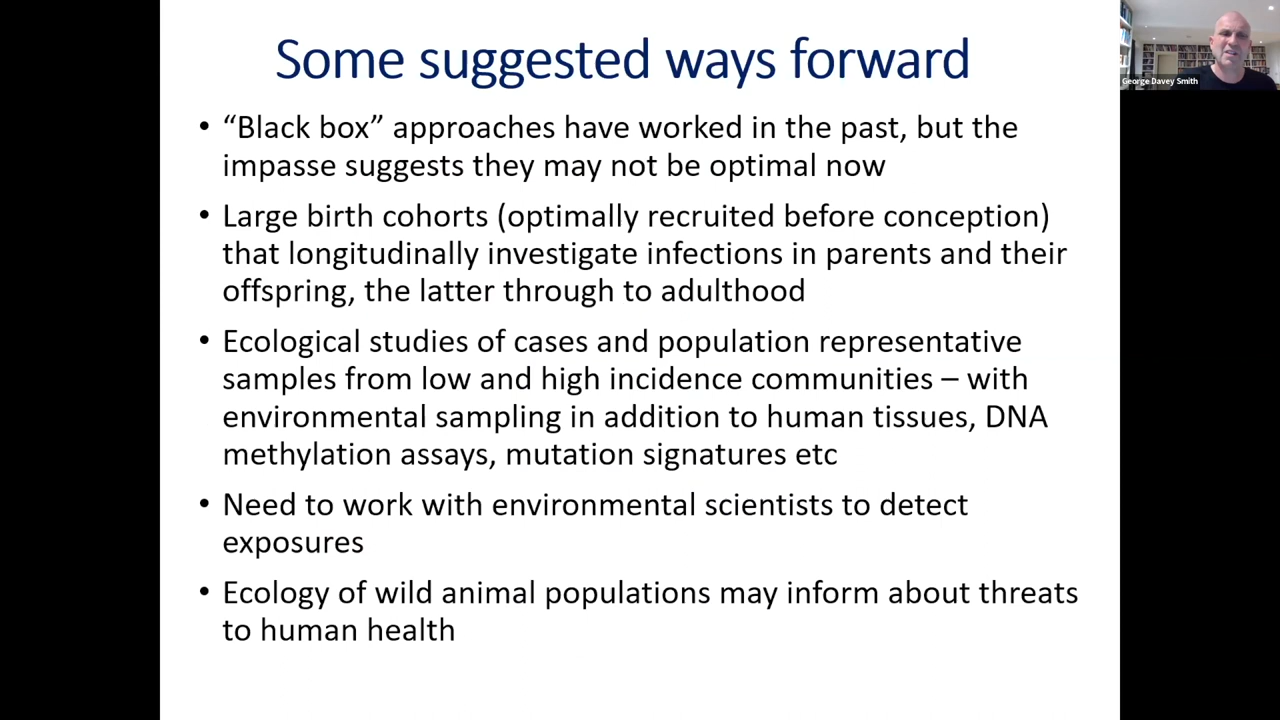 Some suggested ways forward
George Davey Smith
• “Black box” approaches have worked in the past, but the
impasse suggests they may not be optimal now
• Large birth cohorts (optimally recruited before conception)
that longitudinally investigate infections in parents and their
offspring, the latter through to adulthood
• Ecological studies of cases and population representative
samples from low and high incidence communities – with
environmental sampling in addition to human tissues, DNA
methylation assays, mutation signatures etc
• Need to work with environmental scientists to detect
exposures
• Ecology of wild animal populations may inform about threats
to human health